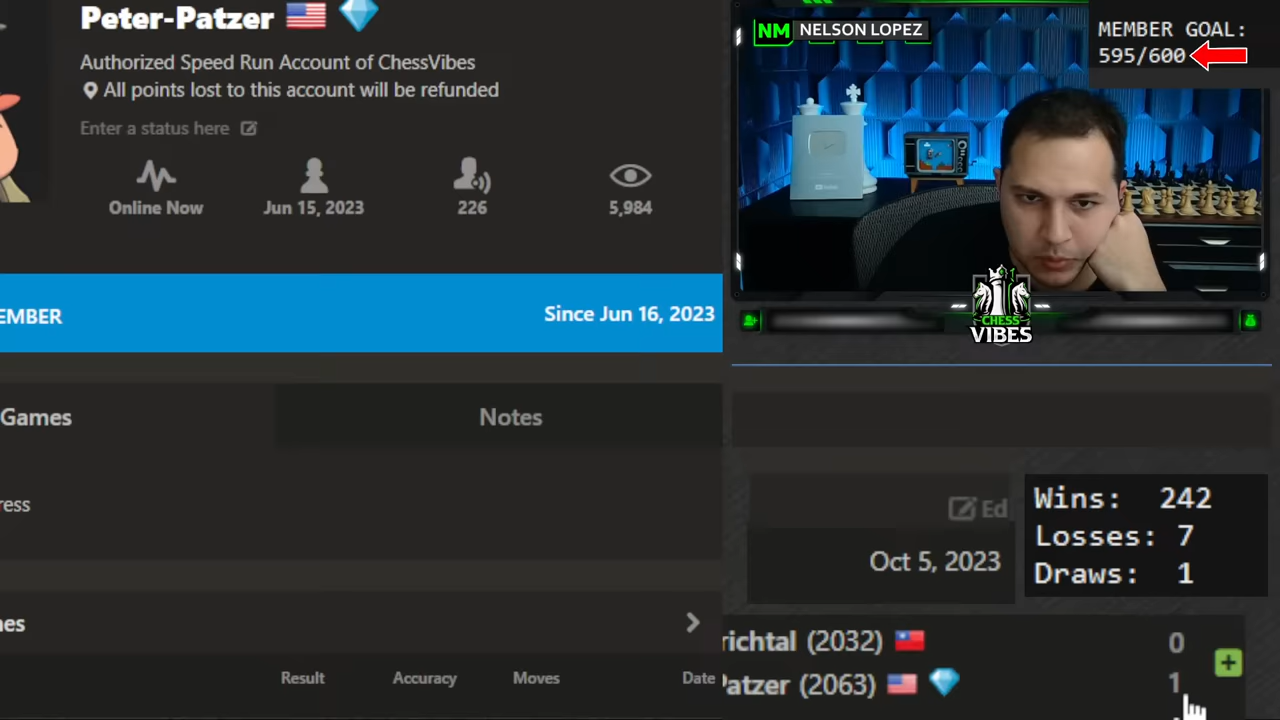 Peter-Patzer
Authorized Speed Run Account of ChessVibes
All points lost to this account will be refunded
Enter a status here
Online Now
Jun 15, 2023
226
5,984
EMBER
Since Jun 16, 2023
Games
Notes
ress
es
Result
Accuracy
Moves
Date
NM NELSON LOPEZ
MEMBER GOAL:
595/600
CHESS
VIBES
Ed
Oct 5, 2023
Wins: 242
Losses: 7
Draws: 1
richtal (2032) 0
Patzer (2063) 1